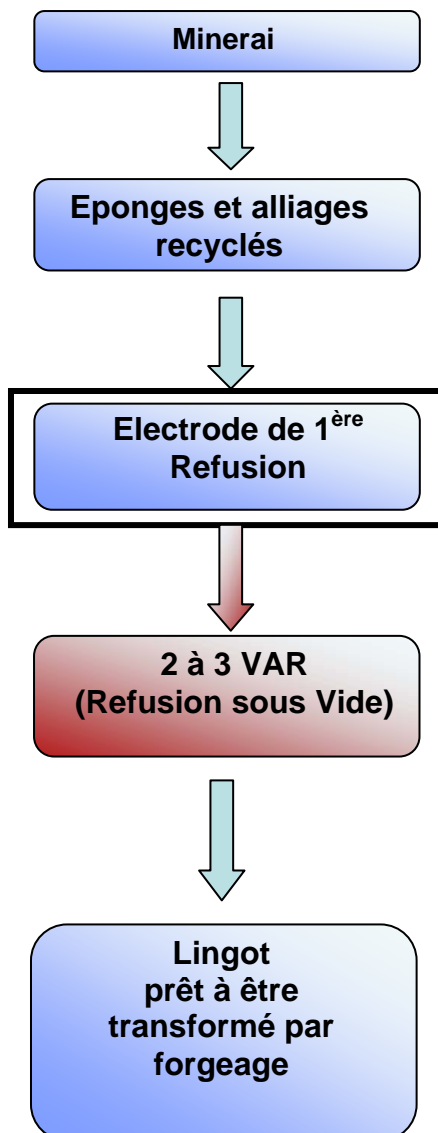 Minerai
Eponges et alliages
recyclés
Electrode de 1ère
Refusion
2 à 3 VAR
(Refusion sous Vide)
Lingot
prêt à être
transformé par
forgeage